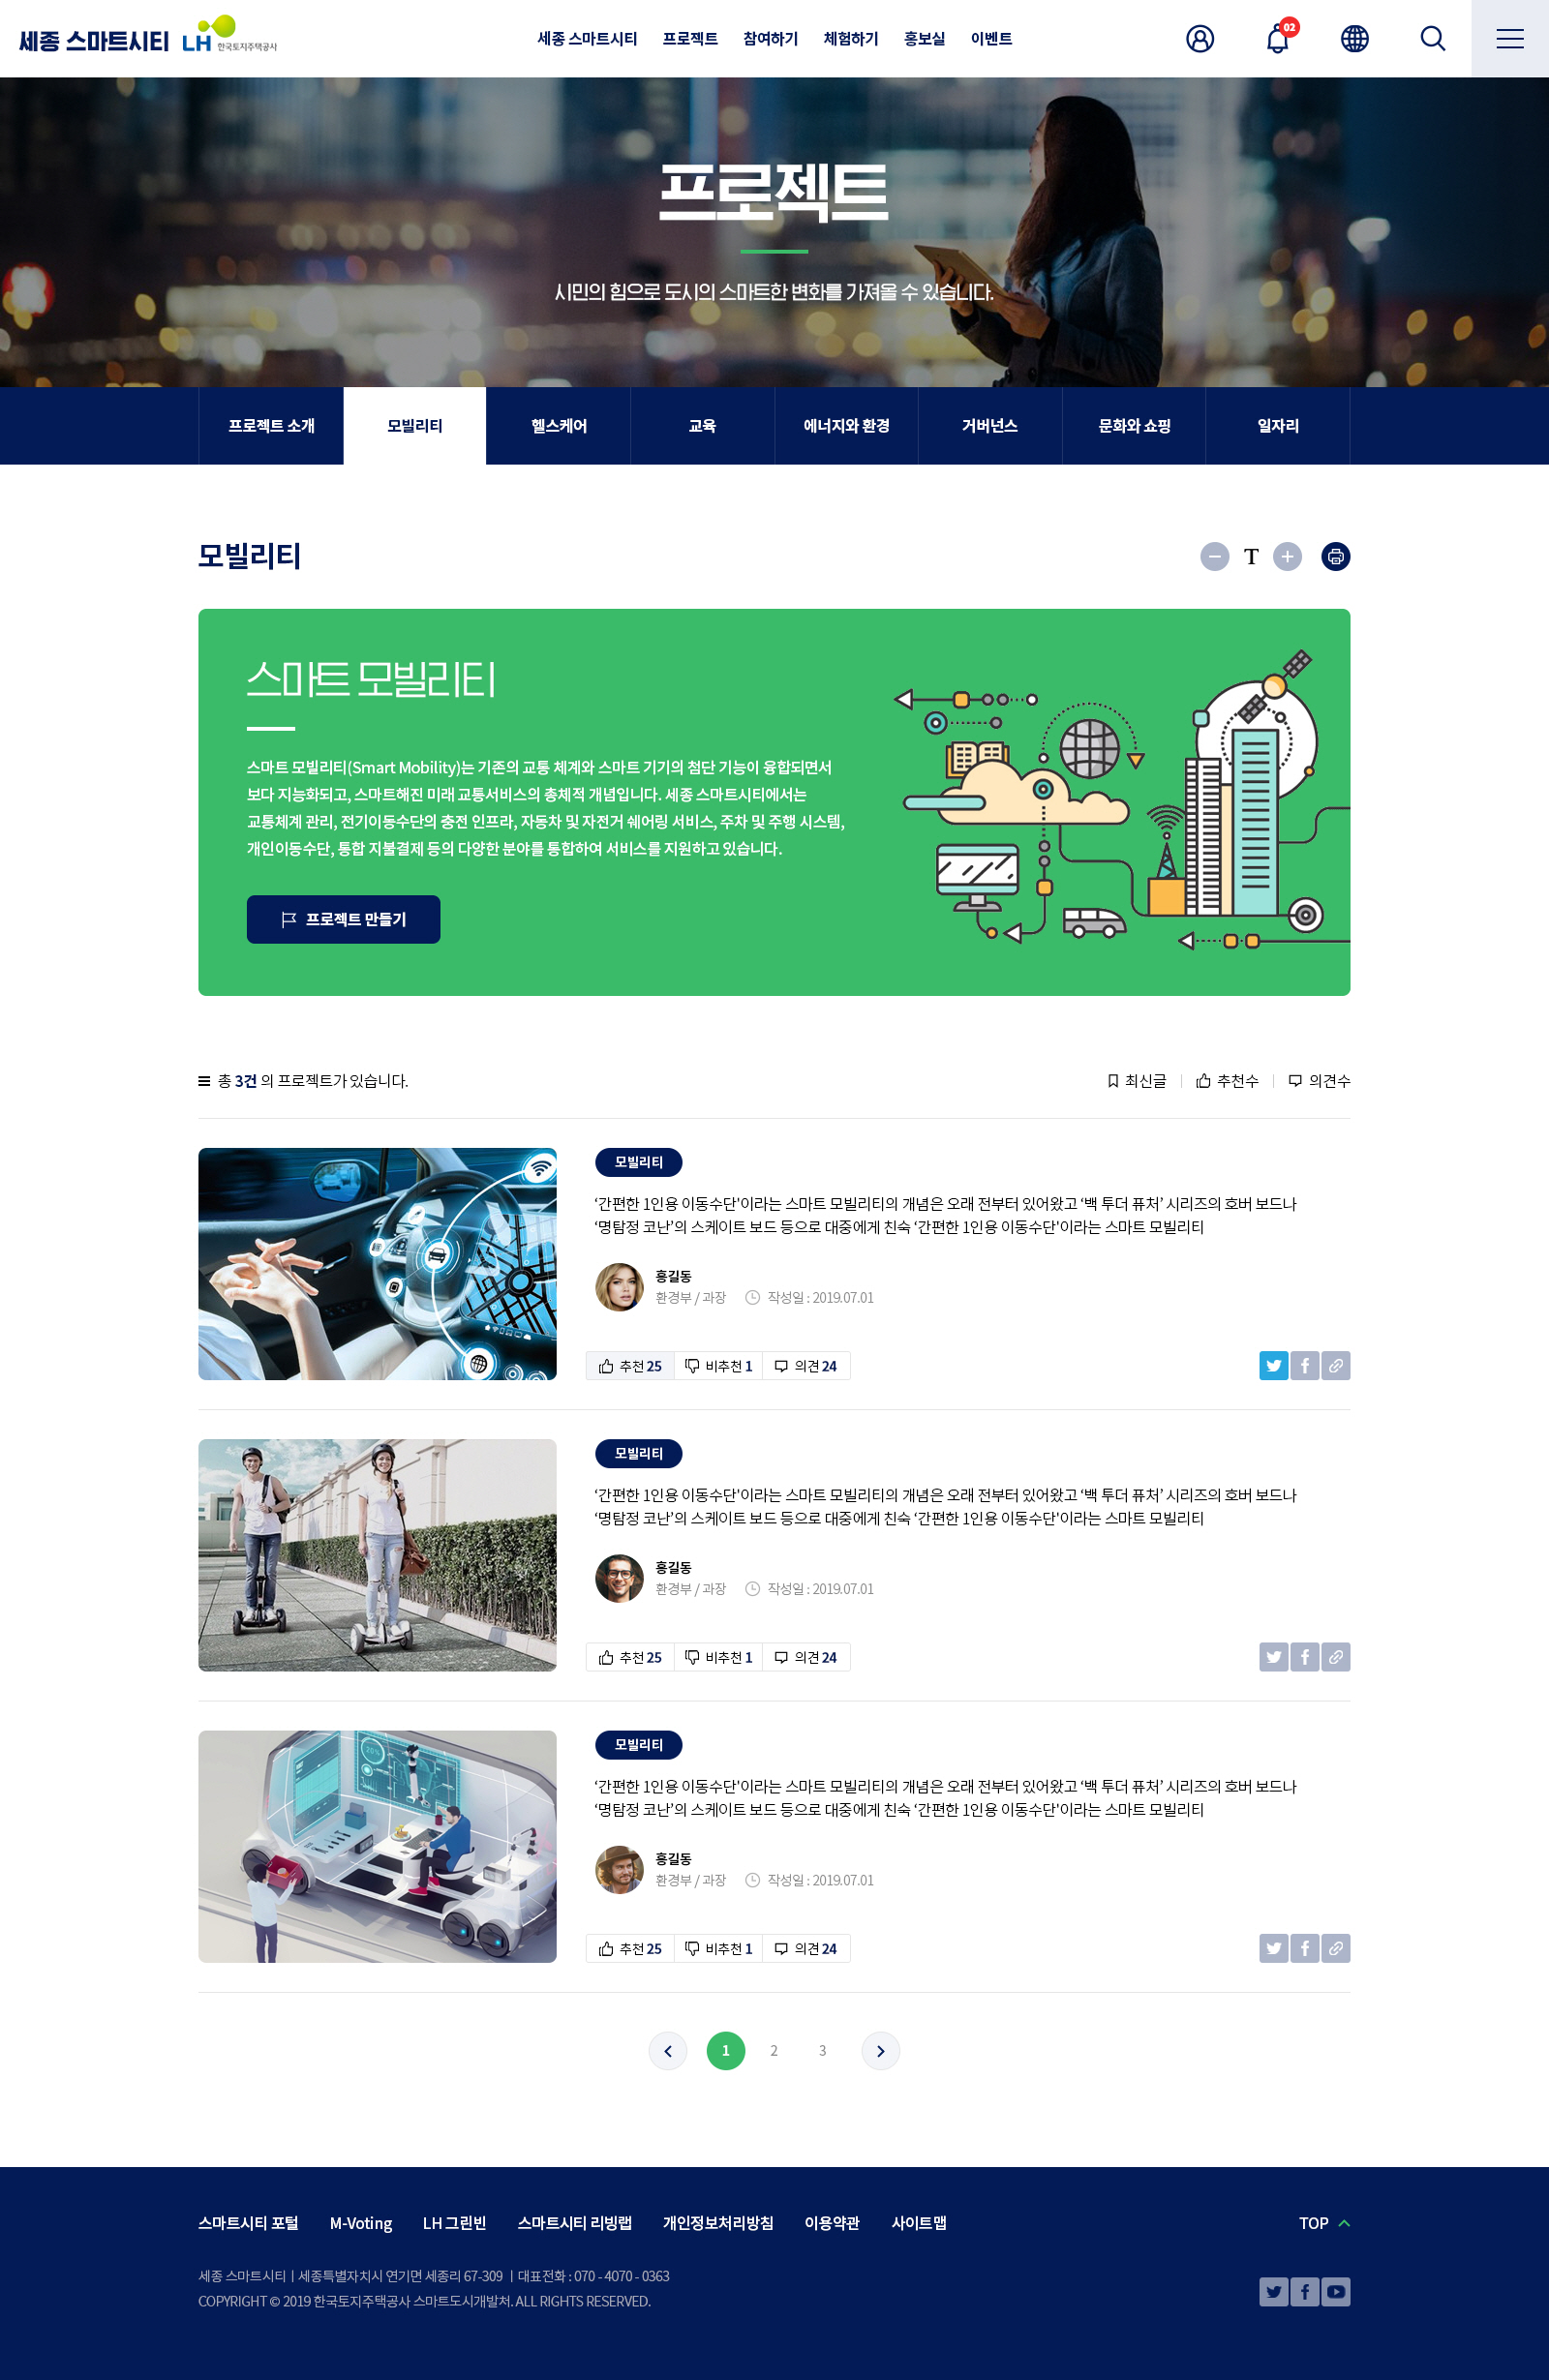 세종 스마트시티 LH 한국토지주택공사
세종 스마트시티 프로젝트 참여하기 체험하기 홍보실 이벤트
02
프로젝트
시민의 힘으로 도시의 스마트한 변화를 가져올 수 있습니다.
프로젝트 소개 모빌리티 헬스케어 교육 에너지와 환경 거버넌스 문화와 쇼핑 일자리
모빌리티
T
스마트 모빌리티
스마트 모빌리티(Smart Mobility)는 기존의 교통 체계와 스마트 기기의 첨단 기능이 융합되면서
보다 지능화되고, 스마트해진 미래 교통서비스의 총체적 개념입니다. 세종 스마트시티에서는
교통체계 관리, 전기이동수단의 충전 인프라, 자동차 및 자전거 쉐어링 서비스, 주차 및 주행 시스템,
개인이동수단, 통합 지불결제 등의 다양한 분야를 통합하여 서비스를 지원하고 있습니다.
프로젝트 만들기
총 3건 의 프로젝트가 있습니다.
최신글 추천수 의견수
모빌리티
‘간편한 1인용 이동수단'이라는 스마트 모빌리티의 개념은 오래 전부터 있어왔고 ‘백 투더 퓨처’ 시리즈의 호버 보드나
‘명탐정 코난’의 스케이트 보드 등으로 대중에게 친숙 ‘간편한 1인용 이동수단'이라는 스마트 모빌리티
홍길동
환경부 / 과장 작성일 : 2019.07.01
추천 25 비추천 1 의견 24
모빌리티
‘간편한 1인용 이동수단'이라는 스마트 모빌리티의 개념은 오래 전부터 있어왔고 ‘백 투더 퓨처’ 시리즈의 호버 보드나
‘명탐정 코난’의 스케이트 보드 등으로 대중에게 친숙 ‘간편한 1인용 이동수단'이라는 스마트 모빌리티
홍길동
환경부 / 과장 작성일 : 2019.07.01
추천 25 비추천 1 의견 24
20%
모빌리티
‘간편한 1인용 이동수단'이라는 스마트 모빌리티의 개념은 오래 전부터 있어왔고 ‘백 투더 퓨처’ 시리즈의 호버 보드나
‘명탐정 코난’의 스케이트 보드 등으로 대중에게 친숙 ‘간편한 1인용 이동수단'이라는 스마트 모빌리티
홍길동
환경부 / 과장 작성일 : 2019.07.01
추천 25 비추천 1 의견 24
1 2 3
스마트시티 포털 M-Voting LH 그린빈 스마트시티 리빙랩 개인정보처리방침 이용약관 사이트맵
TOP
세종 스마트시티 | 세종특별자치시 연기면 세종리 67-309 | 대표전화 : 070 - 4070 - 0363
COPYRIGHT © 2019 한국토지주택공사 스마트도시개발처. ALL RIGHTS RESERVED.